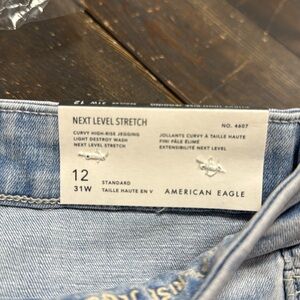 NEXT LEVEL STRETCH
NO. 4607
CURVY HIGH-RISE JEGGING
LIGHT DESTROY WASH
NEXT LEVEL STRETCH
JOLLANTS CURVY À TAILLE HAUTE
FINI PÂLE ÉLIMÉ
EXTENSIBILITÉ NEXT LEVEL
12
31W
STANDARD
TAILLE HAUTE EN V
AMERICAN EAGLE